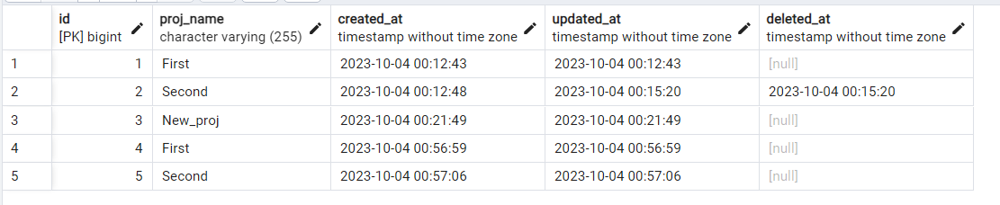 id proj_name created_at updated_at deleted_at
[PK] bigint character varying (255) timestamp without time zone timestamp without time zone timestamp without time zone
1 1 First 2023-10-04 00:12:43 2023-10-04 00:12:43 [null]
2 2 Second 2023-10-04 00:12:48 2023-10-04 00:15:20 2023-10-04 00:15:20
3 3 New_proj 2023-10-04 00:21:49 2023-10-04 00:21:49 [null]
4 4 First 2023-10-04 00:56:59 2023-10-04 00:56:59 [null]
5 5 Second 2023-10-04 00:57:06 2023-10-04 00:57:06 [null]